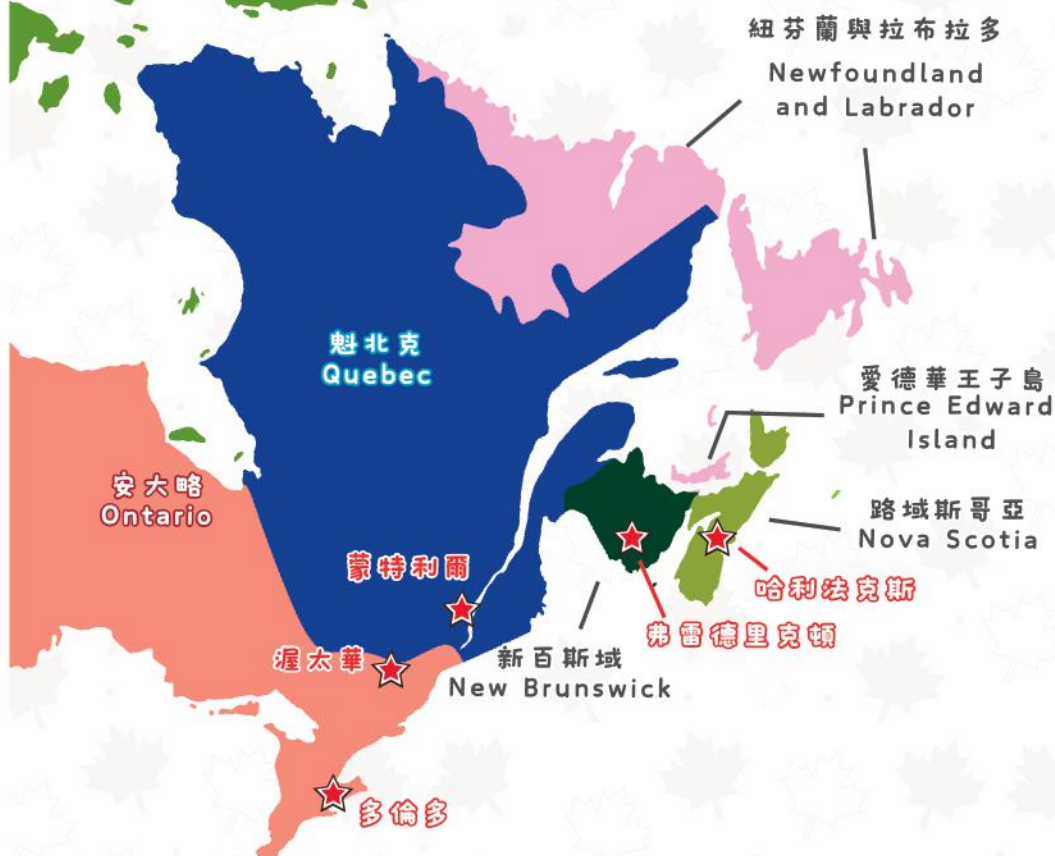 紐芬蘭與拉布拉多
Newfoundland
and Labrador
魁北克
Quebec
愛德華王子島
Prince Edward
Island
安大略
Ontario
路域斯哥亞
Nova Scotia
蒙特利爾
哈利法克斯
弗雷德里克頓
渥太華
新百斯域
New Brunswick
多倫多